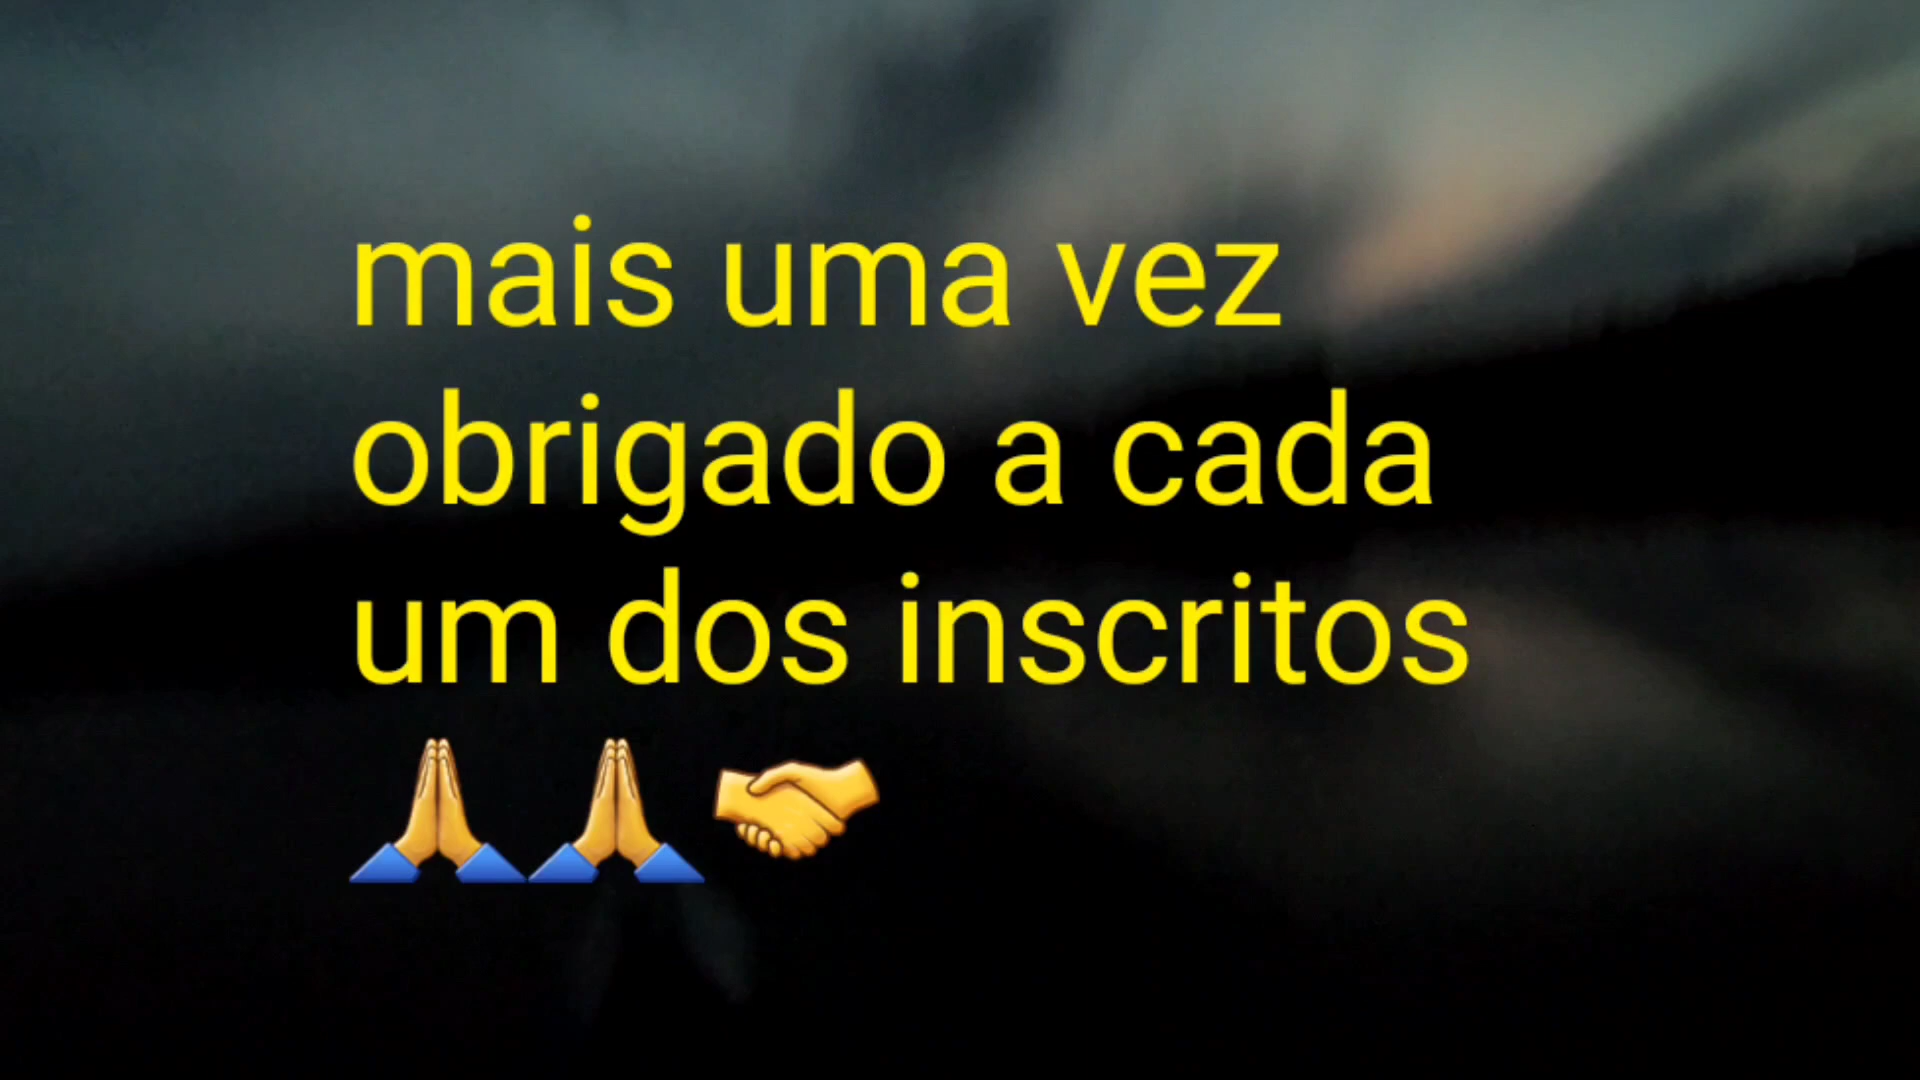 mais uma vez
obrigado a cada
um dos inscritos
🙏🙏🤝